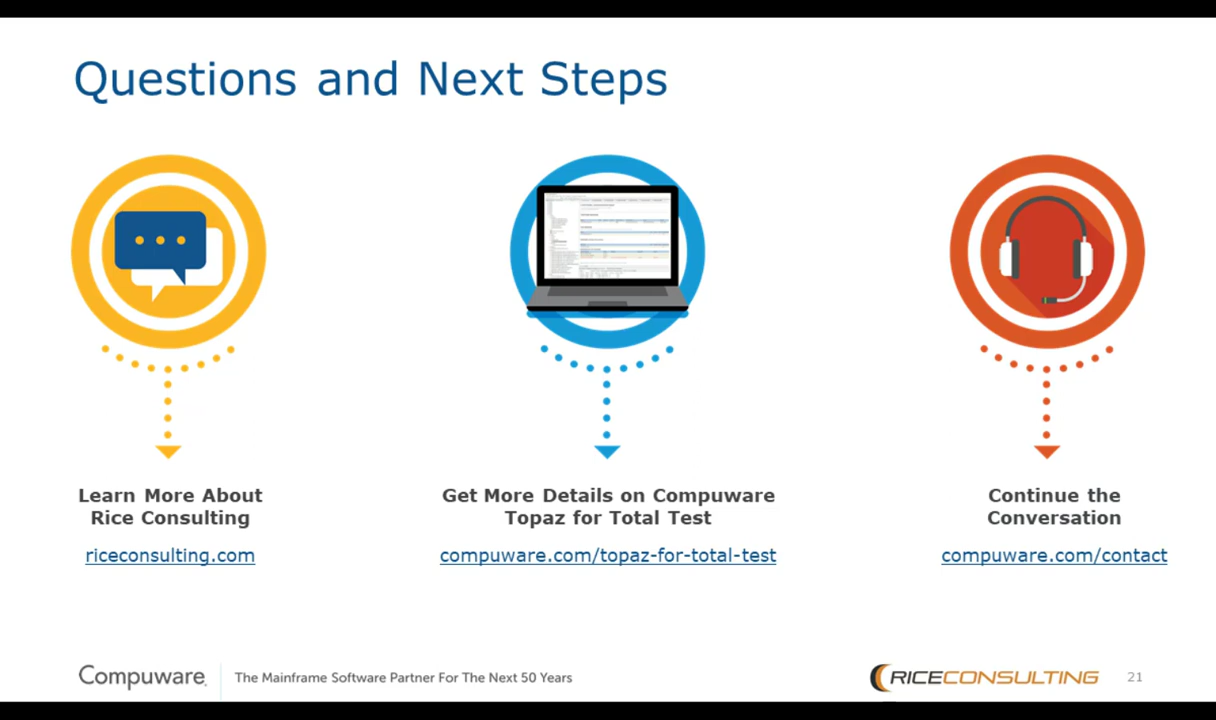 Questions and Next Steps
Learn More About
Rice Consulting
riceconsulting.com
Get More Details on Compuware
Topaz for Total Test
compuware.com/topaz-for-total-test
Continue the
Conversation
compuware.com/contact
Compuware
The Mainframe Software Partner For The Next 50 Years
RICECONSULTING
21